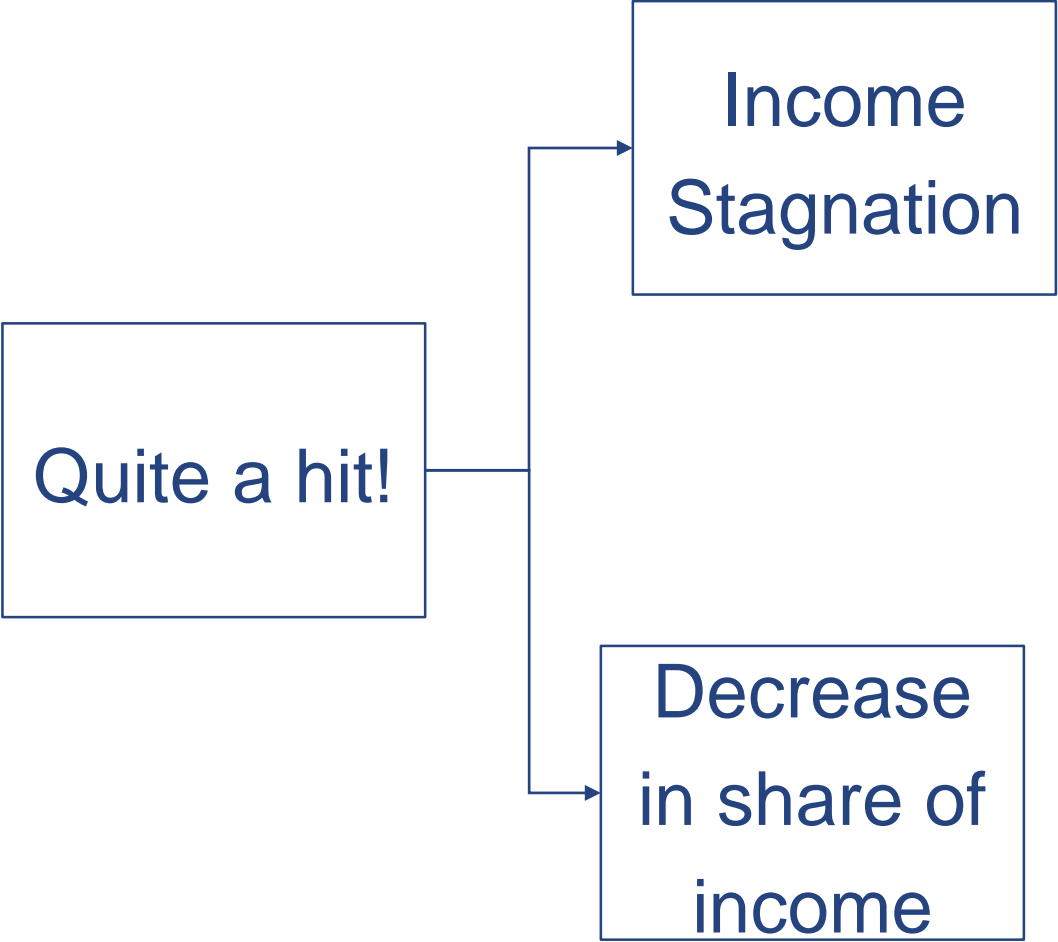 Income
Stagnation
Quite a hit!
Decrease
in share of
income